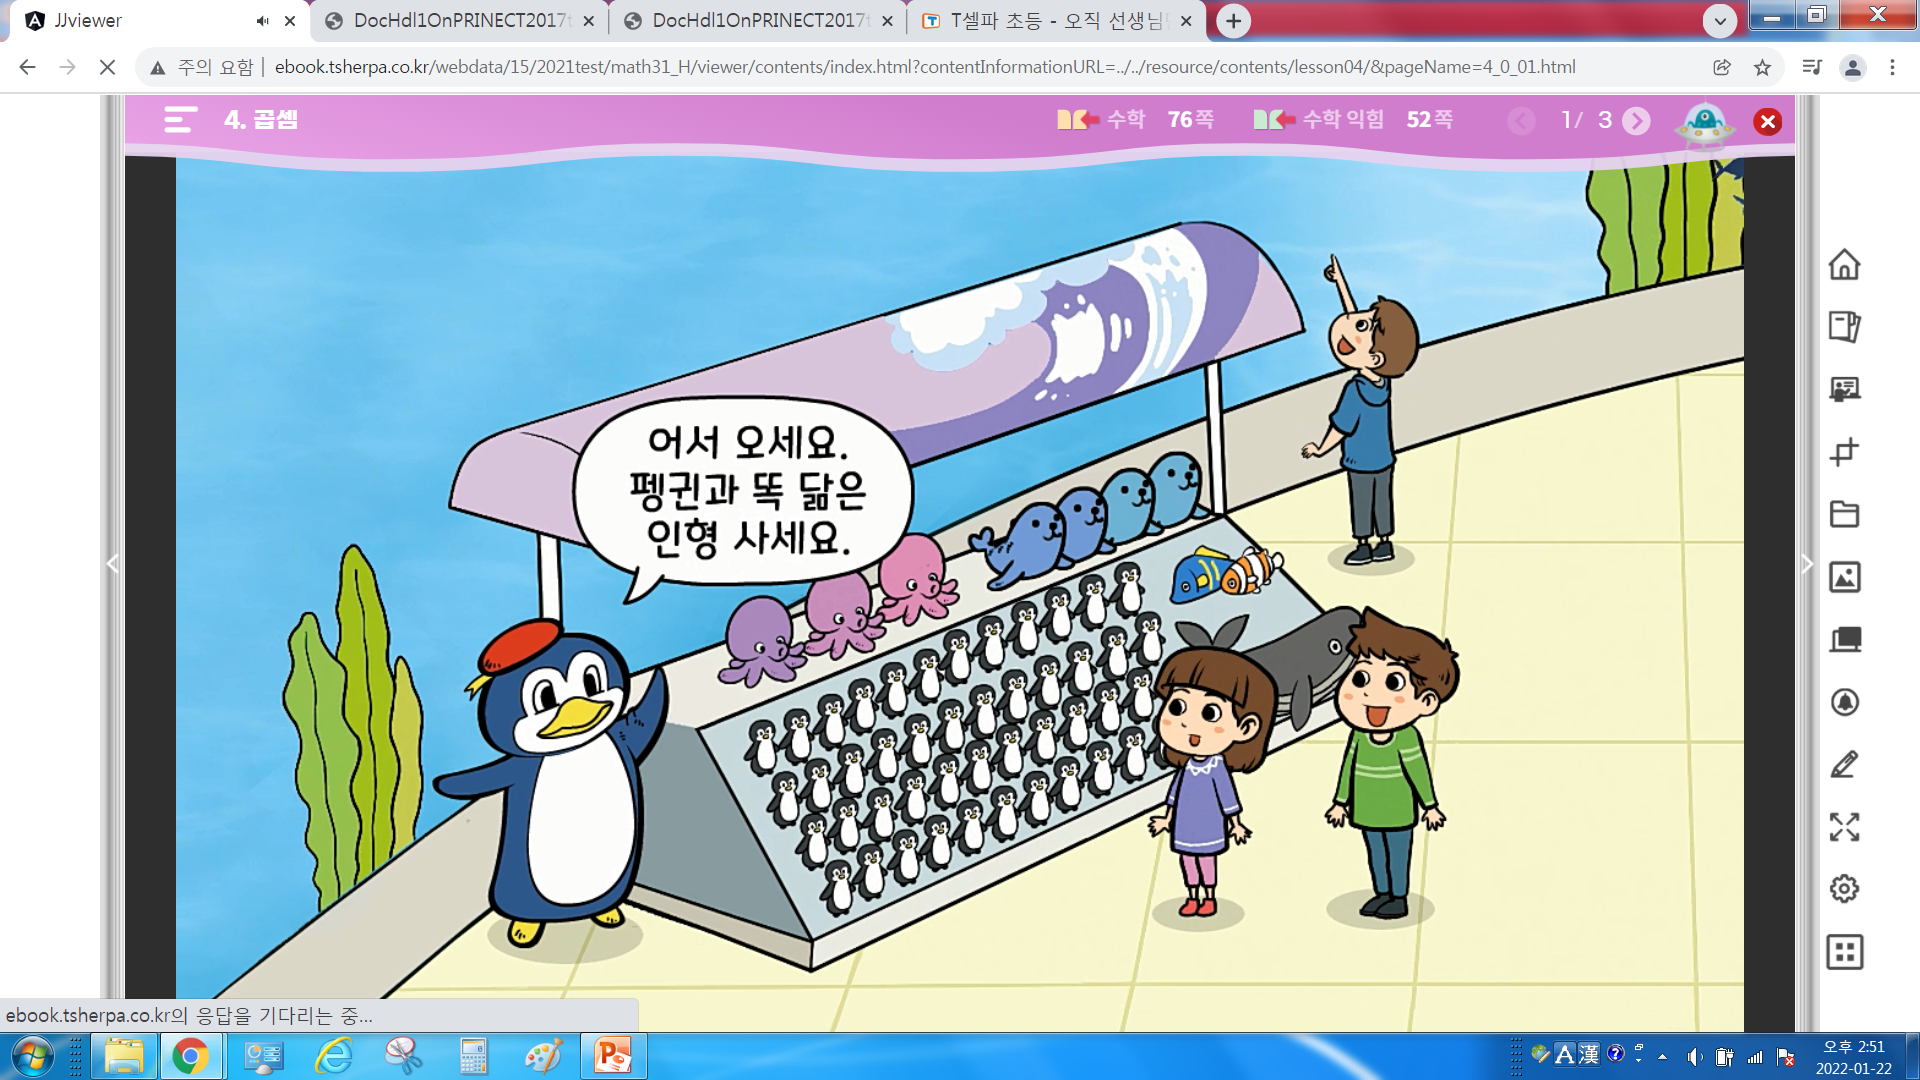 JJviewer
DocHdl1OnPRINECT2017t
DocHdl1OnPRINECT2017t
T셀파 초등 - 오직 선생님만
주의 요함
ebook.tsherpa.co.kr/webdata/15/2021test/math31_H/viewer/contents/index.html?contentInformationURL=../../resource/contents/lesson04/&pageName=4_0_01.html
4. 곱셈
수학 76쪽
수학 익힘 52쪽
1/ 3
어서 오세요.
펭귄과 똑 닮은
인형 사세요.
ebook.tsherpa.co.kr의 응답을 기다리는 중...
A 漢
오후 2:51
2022-01-22